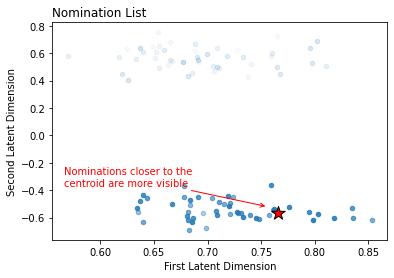 Nomination List
Second Latent Dimension
0.8
0.6
0.4
0.2
0.0
−0.2
−0.4
−0.6
Nominations closer to the
centroid are more visible
0.60 0.65 0.70 0.75 0.80 0.85
First Latent Dimension